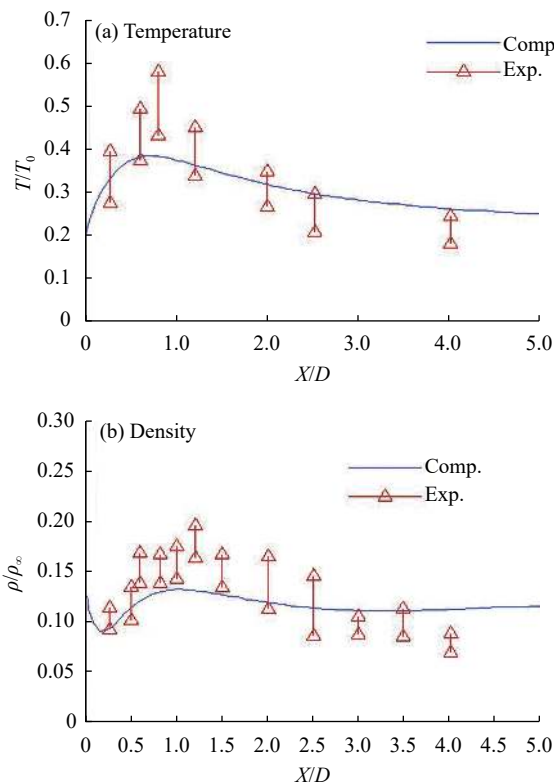 (a) Temperature
Comp.
Exp.
0.7
0.6
0.5
0.4
0.3
0.2
0.1
0
T/T₀
0 1.0 2.0 3.0 4.0 5.0
X/D
(b) Density
Comp.
Exp.
0.30
0.25
0.20
0.15
0.10
0.05
0
ρ/ρ∞
0 0.5 1.0 1.5 2.0 2.5 3.0 3.5 4.0 4.5 5.0
X/D